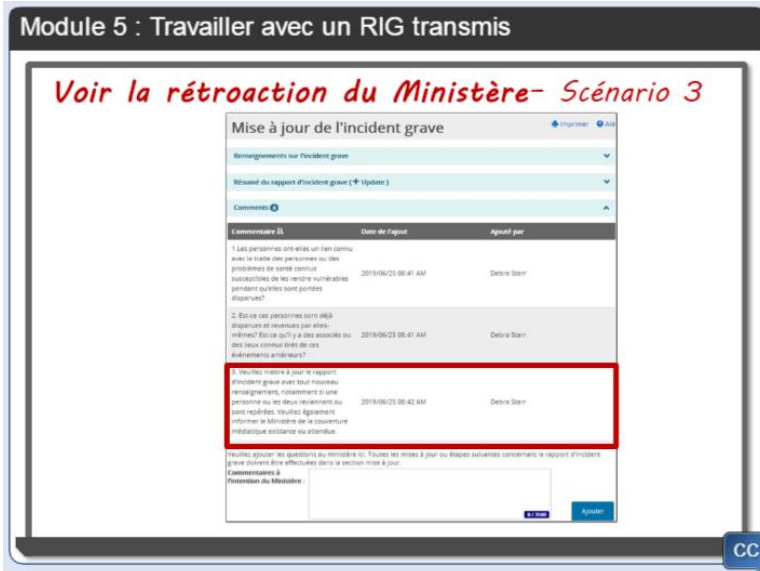 Module 5 : Travailler avec un RIG transmis
Voir la rétroaction du Ministère- Scénario 3
Mise à jour de l'incident grave
Imprimer
Aid
Renseignements sur l'incident grave
Résumé du rapport d'incident grave (+ Update )
Comments
Commentaire
Date de l'ajout
Ajouté par
1.Les personnes ont-elles un lien connu
avec la traite des personnes ou des
problèmes de santé connus
susceptibles de les rendre vulnérables
pendant qu'elles sont portées
disparues?
2019/06/25 08:41 AM
Debra Starr
2. Est-ce ces personnes sont déjà
disparues et revenues par elles-
mêmes? Est-ce qu'il y a des associés ou
des lieux connus tirés de ces
événements antérieurs?
2019/06/25 08:41 AM
Debra Starr
3. Veuillez mettre à jour le rapport
d'incident grave avec tout nouveau
renseignement, notamment si une
personne ou les deux reviennent ou
sont repérées. Veuillez également
informer le Ministère de la couverture
médiatique existante ou attendue.
2019/06/25 08:42 AM
Debra Starr
Veuillez ajouter les questions au ministère ici. Toutes les mises à jour ou étapes suivantes concernant le rapport d'incident
grave doivent être effectuées dans la section mise à jour.
Commentaires à
l'intention du Ministère :
0 / 3500
Ajouter
CC